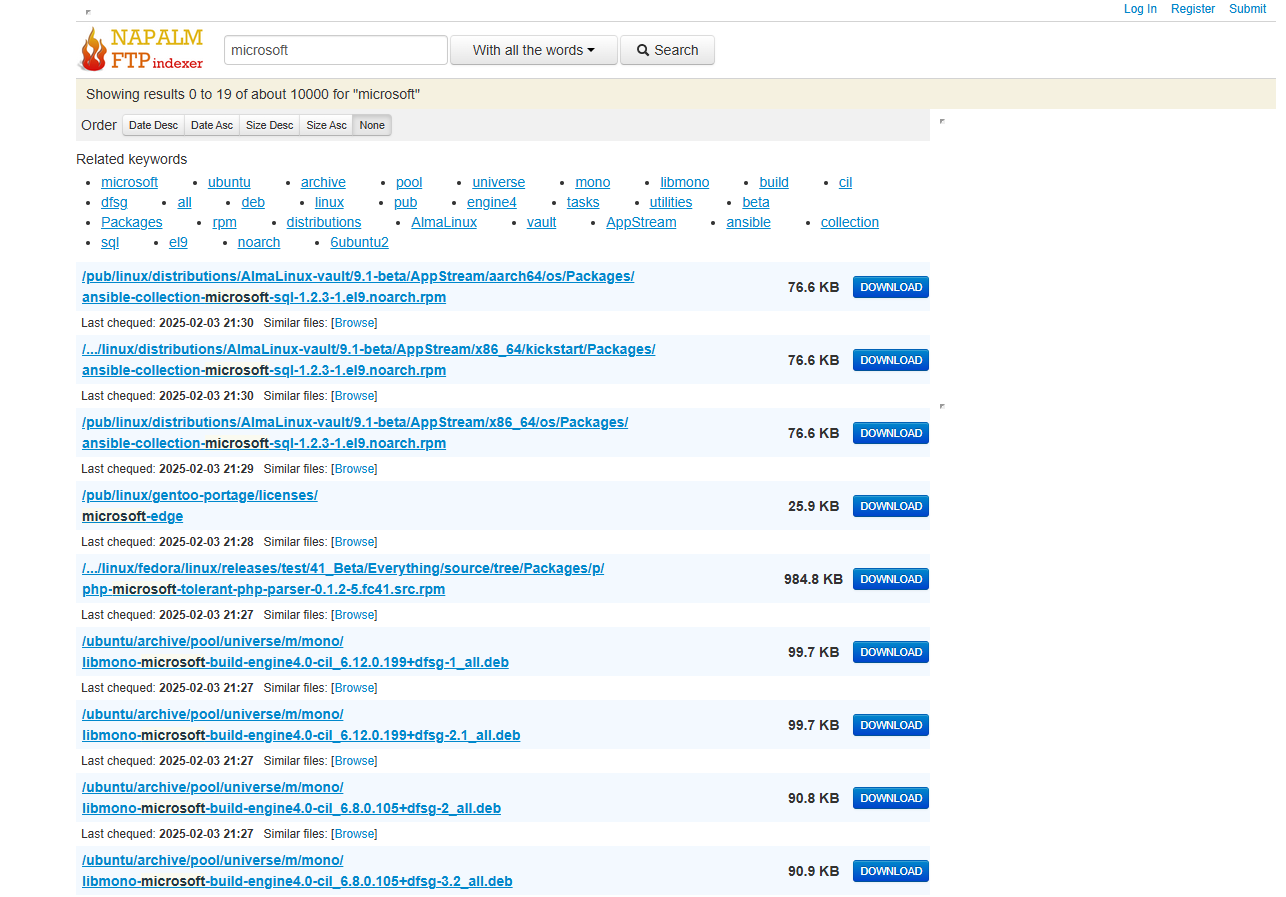 Log In Register Submit
NAPALM
FTP indexer
microsoft
With all the words
Search
Showing results 0 to 19 of about 10000 for "microsoft"
Order Date Desc Date Asc Size Desc Size Asc None
Related keywords
microsoft ubuntu archive pool universe mono libmono build cil
dfsg all deb linux pub engine4 tasks utilities beta
Packages rpm distributions AlmaLinux vault AppStream ansible collection
sql el9 noarch 6ubuntu2
/pub/linux/distributions/AlmaLinux-vault/9.1-beta/AppStream/aarch64/os/Packages/
ansible-collection-microsoft-sql-1.2.3-1.el9.noarch.rpm
76.6 KB DOWNLOAD
Last chequed: 2025-02-03 21:30 Similar files: [Browse]
/.../linux/distributions/AlmaLinux-vault/9.1-beta/AppStream/x86_64/kickstart/Packages/
ansible-collection-microsoft-sql-1.2.3-1.el9.noarch.rpm
76.6 KB DOWNLOAD
Last chequed: 2025-02-03 21:30 Similar files: [Browse]
/pub/linux/distributions/AlmaLinux-vault/9.1-beta/AppStream/x86_64/os/Packages/
ansible-collection-microsoft-sql-1.2.3-1.el9.noarch.rpm
76.6 KB DOWNLOAD
Last chequed: 2025-02-03 21:29 Similar files: [Browse]
/pub/linux/gentoo-portage/licenses/
microsoft-edge
25.9 KB DOWNLOAD
Last chequed: 2025-02-03 21:28 Similar files: [Browse]
/.../linux/fedora/linux/releases/test/41_Beta/Everything/source/tree/Packages/p/
php-microsoft-tolerant-php-parser-0.1.2-5.fc41.src.rpm
984.8 KB DOWNLOAD
Last chequed: 2025-02-03 21:27 Similar files: [Browse]
/ubuntu/archive/pool/universe/m/mono/
libmono-microsoft-build-engine4.0-cil_6.12.0.199+dfsg-1_all.deb
99.7 KB DOWNLOAD
Last chequed: 2025-02-03 21:27 Similar files: [Browse]
/ubuntu/archive/pool/universe/m/mono/
libmono-microsoft-build-engine4.0-cil_6.12.0.199+dfsg-2.1_all.deb
99.7 KB DOWNLOAD
Last chequed: 2025-02-03 21:27 Similar files: [Browse]
/ubuntu/archive/pool/universe/m/mono/
libmono-microsoft-build-engine4.0-cil_6.8.0.105+dfsg-2_all.deb
90.8 KB DOWNLOAD
Last chequed: 2025-02-03 21:27 Similar files: [Browse]
/ubuntu/archive/pool/universe/m/mono/
libmono-microsoft-build-engine4.0-cil_6.8.0.105+dfsg-3.2_all.deb
90.9 KB DOWNLOAD